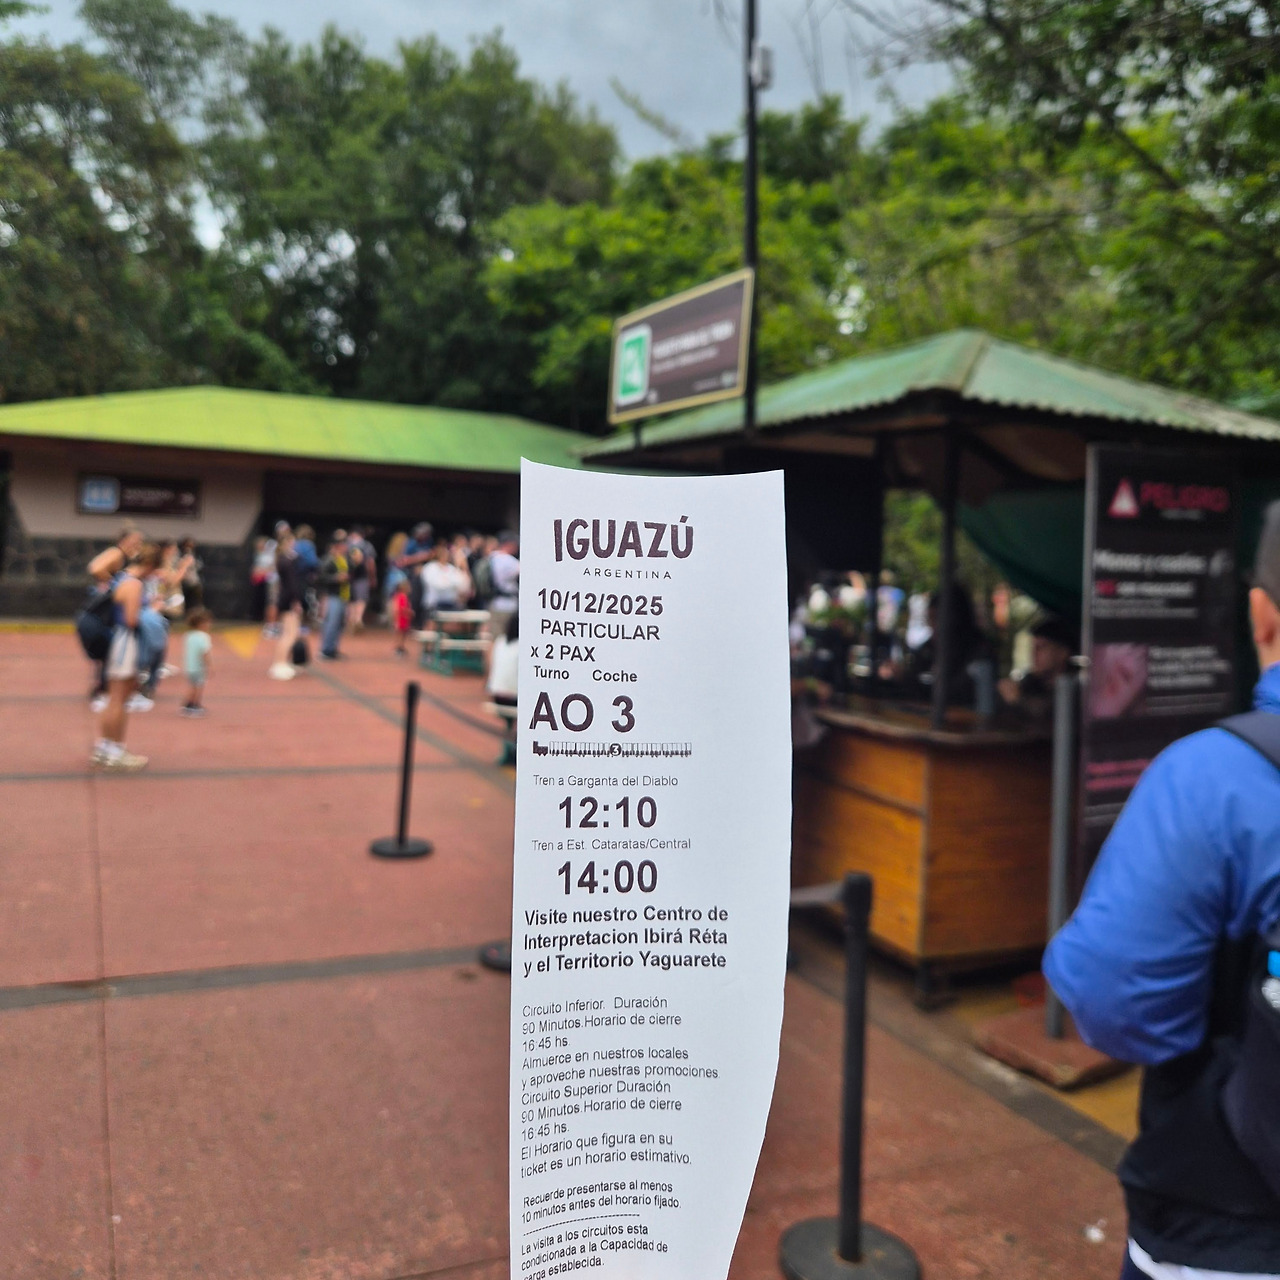 IGUAZÚ
ARGENTINA
10/12/2025
PARTICULAR
x 2 PAX
Turno Coche
AO 3
3
Tren a Garganta del Diablo
12:10
Tren a Est. Cataratas/Central
14:00
Visite nuestro Centro de
Interpretacion Ibirá Réta
y el Territorio Yaguarete
Circuito Inferior. Duración
90 Minutos.Horario de cierre
16:45 hs.
Almuerce en nuestros locales
y aproveche nuestras promociones.
Circuito Superior Duración
90 Minutos.Horario de cierre
16:45 hs.
El Horario que figura en su
ticket es un horario estimativo.
Recuerde presentarse al menos
10 minutos antes del horario fijado.
La visita a los circuitos esta
condicionada a la Capacidad de
carga establecida.
PELIGRO